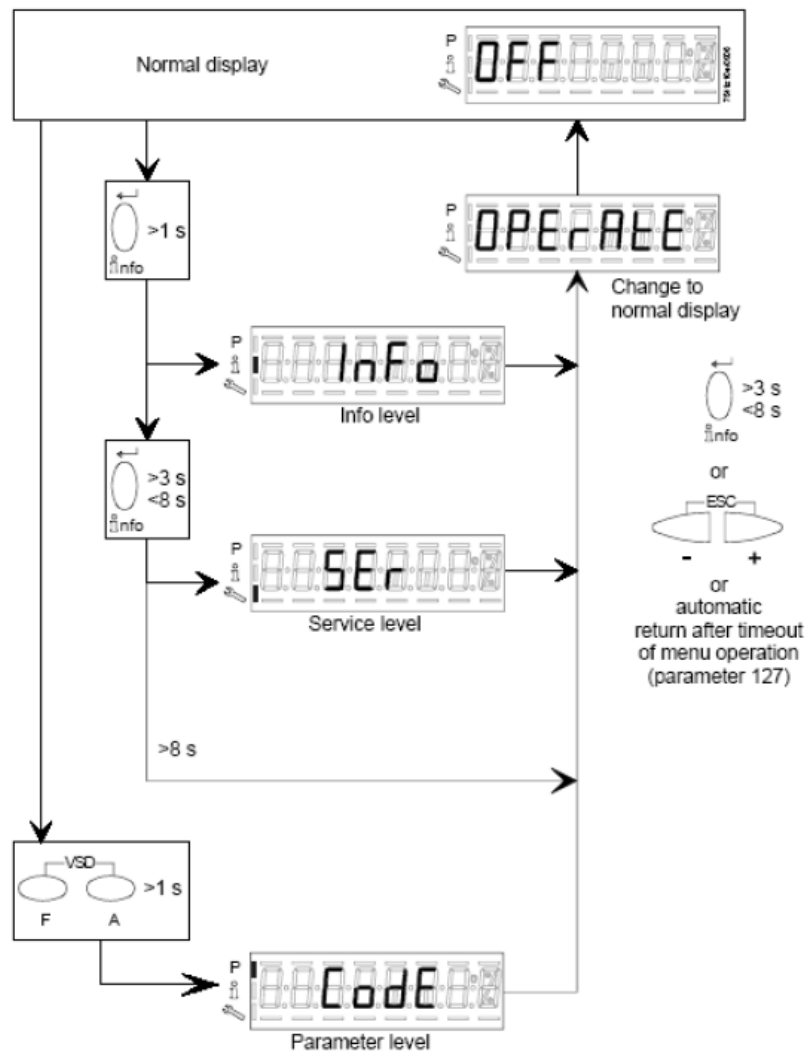 Normal display
P
i
OFF
7541z10e/0606
>1 s
info
P
i
OPErAtE
Change to
normal display
P
i
InFo
Info level
>3 s
<8 s
info
>3 s
<8 s
info
or
ESC
- +
or
automatic
return after timeout
of menu operation
(parameter 127)
P
i
SEr
Service level
>8 s
VSD
>1 s
F A
P
i
CodE
Parameter level